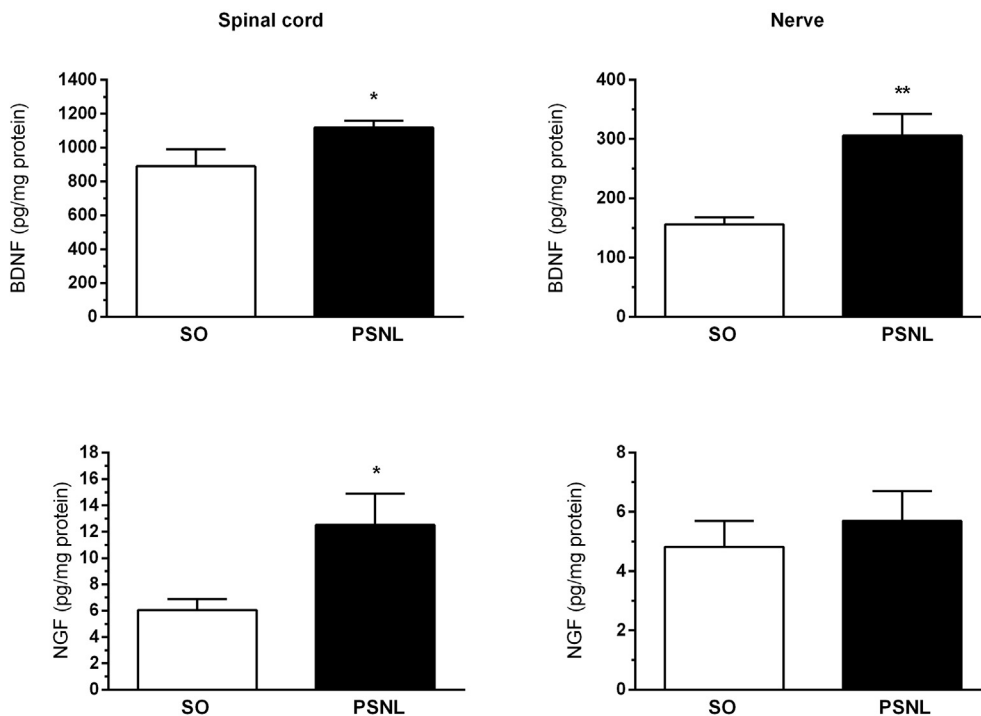 Spinal cord
Nerve
BDNF (pg/mg protein)
1400
1200
1000
800
600
400
200
0
*
SO
PSNL
BDNF (pg/mg protein)
400
300
200
100
0
**
SO
PSNL
NGF (pg/mg protein)
18
16
14
12
10
8
6
4
2
0
*
SO
PSNL
NGF (pg/mg protein)
8
6
4
2
0
SO
PSNL